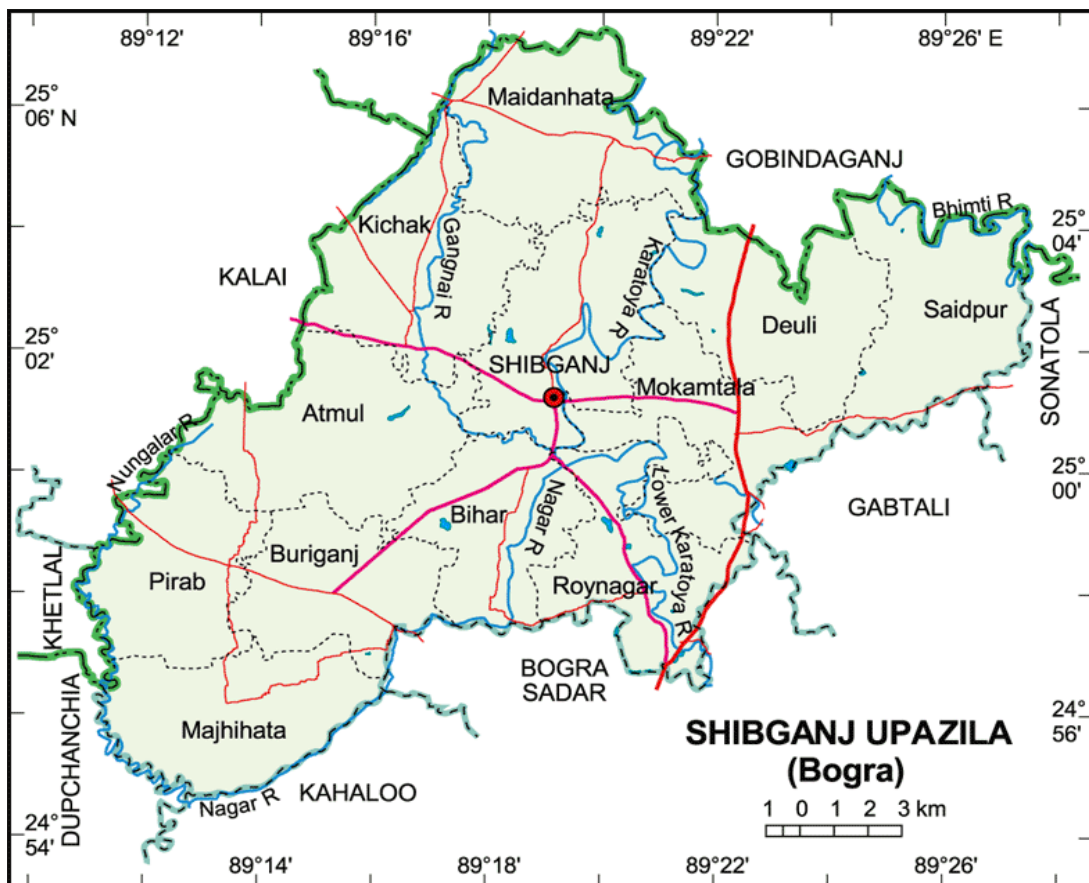 89°12'
89°16'
89°22'
89°26' E
25°
06' N
Maidanhata
GOBINDAGANJ
Bhimti R
25°
04'
Kichak
Gangnai R
Karatoya R
KALAI
Deuli
Saidpur
SONATOLA
25°
02'
SHIBGANJ
Mokamtala
Atmul
Nungalar R
25°
00'
Lower Karatoya R
GABTALI
Nagar R
Bihar
Buriganj
Pirab
Roynagar
KHETLAL
BOGRA
SADAR
DUPCHANCHIA
Majhihata
24°
56'
SHIBGANJ UPAZILA
(Bogra)
Nagar R
KAHALOO
1 0 1 2 3 km
24°
54'
89°14'
89°18'
89°22'
89°26'